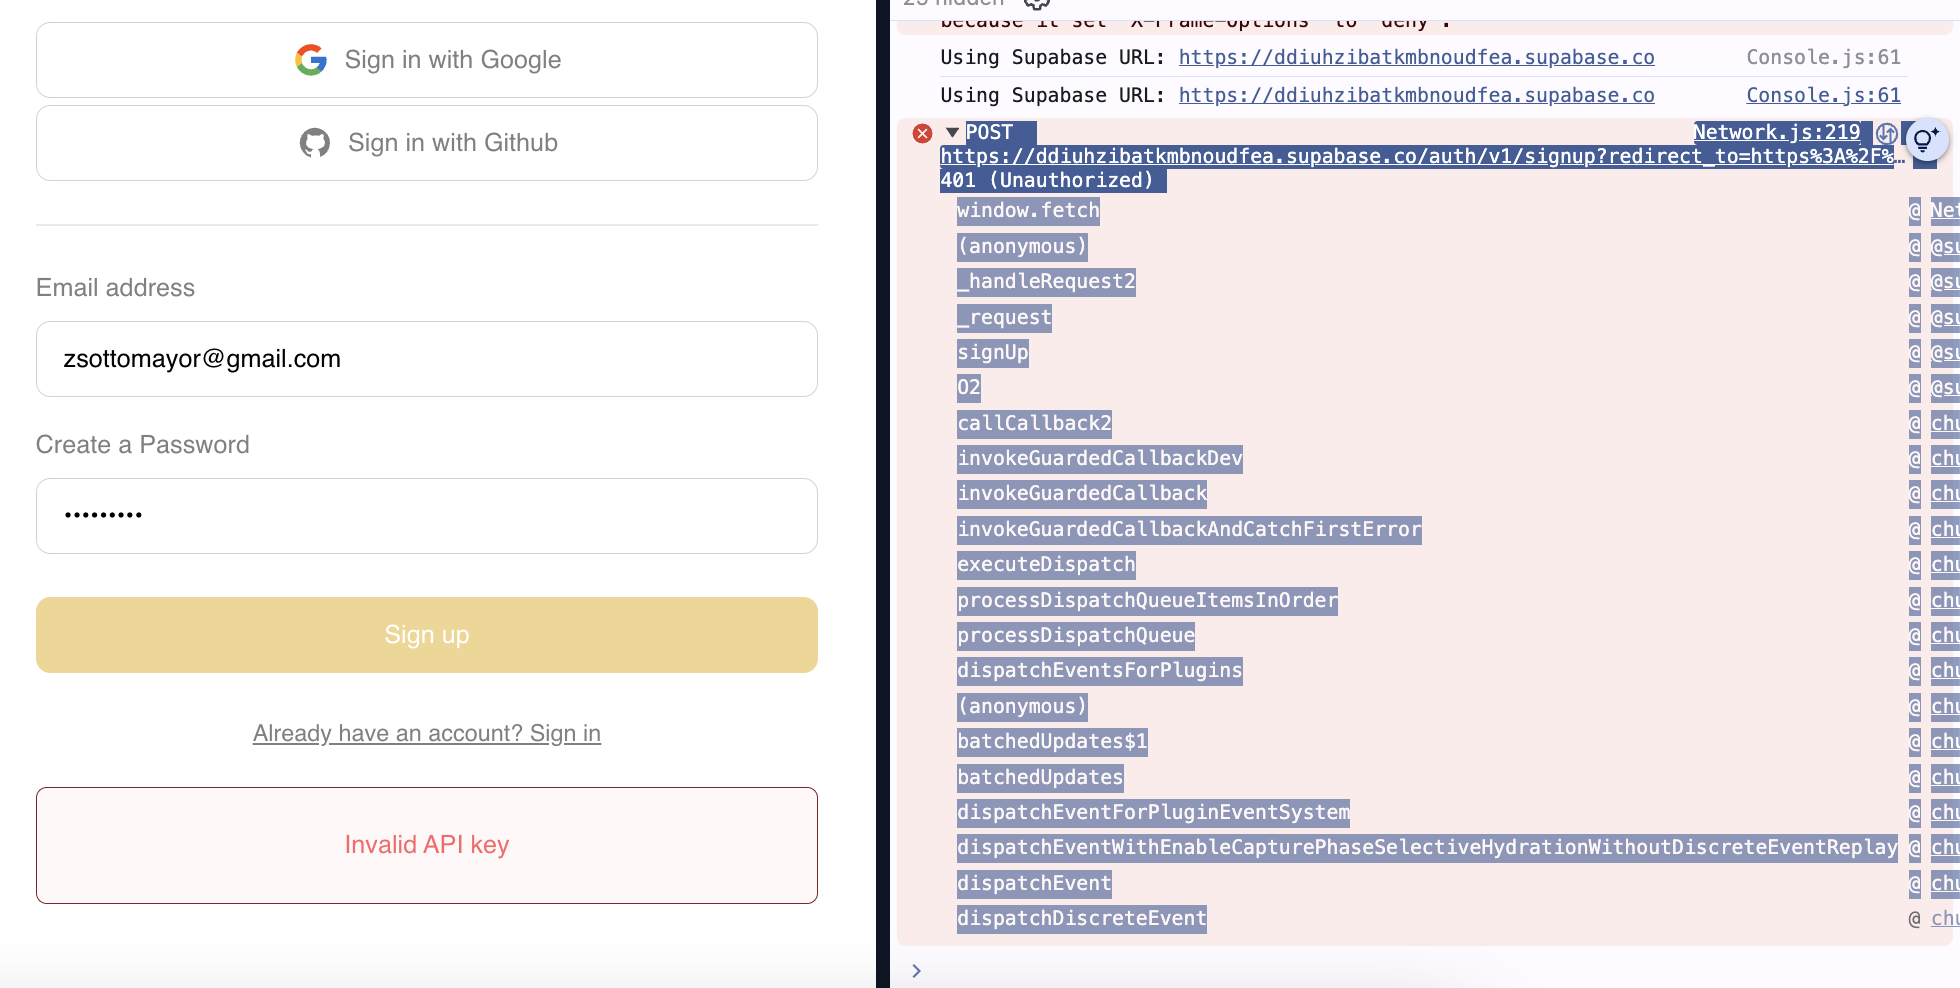 Sign in with Google
Sign in with Github
Email address
zsottomayor@gmail.com
Create a Password
•••••••••
Sign up
Already have an account? Sign in
Invalid API key
23 hidden
because it set 'X-Frame-Options' to 'deny'.
Using Supabase URL: https://ddiuhzibatkmbnoudfea.supabase.co Console.js:61
Using Supabase URL: https://ddiuhzibatkmbnoudfea.supabase.co Console.js:61
POST Network.js:219
https://ddiuhzibatkmbnoudfea.supabase.co/auth/v1/signup?redirect_to=https%3A%2F%…
401 (Unauthorized)
window.fetch @ Net
(anonymous) @ @su
_handleRequest2 @ @su
_request @ @su
signUp @ @su
O2 @ @su
callCallback2 @ chu
invokeGuardedCallbackDev @ chu
invokeGuardedCallback @ chu
invokeGuardedCallbackAndCatchFirstError @ chu
executeDispatch @ chu
processDispatchQueueItemsInOrder @ chu
processDispatchQueue @ chu
dispatchEventsForPlugins @ chu
(anonymous) @ chu
batchedUpdates$1 @ chu
batchedUpdates @ chu
dispatchEventForPluginEventSystem @ chu
dispatchEventWithEnableCapturePhaseSelectiveHydrationWithoutDiscreteEventReplay @ chu
dispatchEvent @ chu
dispatchDiscreteEvent @ chu